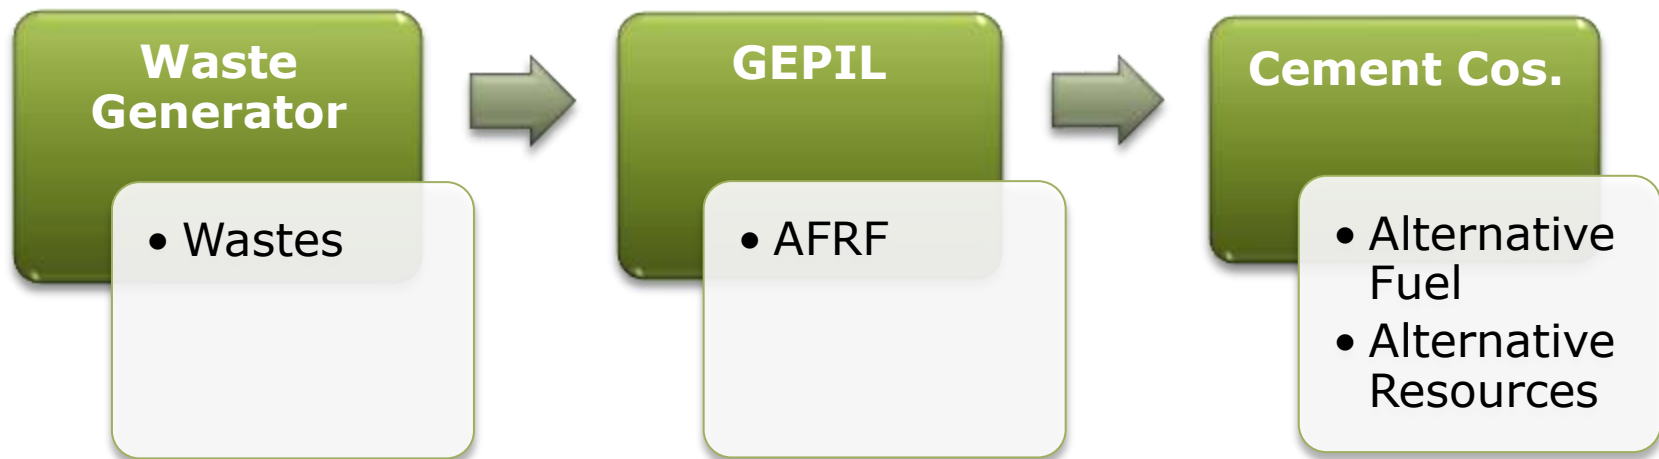 Waste
Generator
• Wastes
GEPIL
• AFRF
Cement Cos.
• Alternative
Fuel
• Alternative
Resources